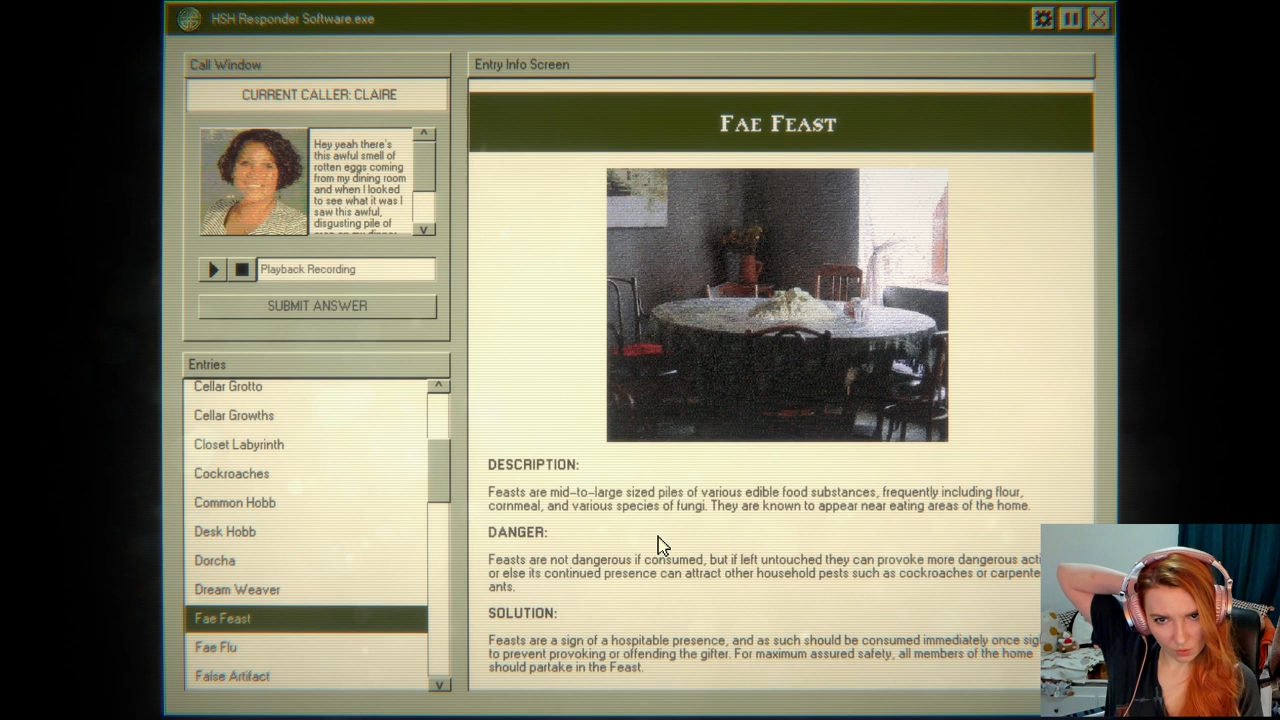 HSH Responder Software.exe
Call Window
CURRENT CALLER: CLAIRE
Hey yeah there's
this awful smell of
rotten eggs coming
from my dining room
and when I looked
to see what it was I
saw this awful,
disgusting pile of
Playback Recording
SUBMIT ANSWER
Entries
Cellar Grotto
Cellar Growths
Closet Labyrinth
Cockroaches
Common Hobb
Desk Hobb
Dorcha
Dream Weaver
Fae Feast
Fae Flu
False Artifact
Entry Info Screen
FAE FEAST
DESCRIPTION:
Feasts are mid-to-large sized piles of various edible food substances, frequently including flour,
cornmeal, and various species of fungi. They are known to appear near eating areas of the home.
DANGER:
Feasts are not dangerous if consumed, but if left untouched they can provoke more dangerous
or else its continued presence can attract other household pests such as cockroaches or
ants.
SOLUTION:
Feasts are a sign of a hospitable presence, and as such should be consumed immediately once
to prevent provoking or offending the gifter. For maximum assured safety, all members of the home
should partake in the Feast.